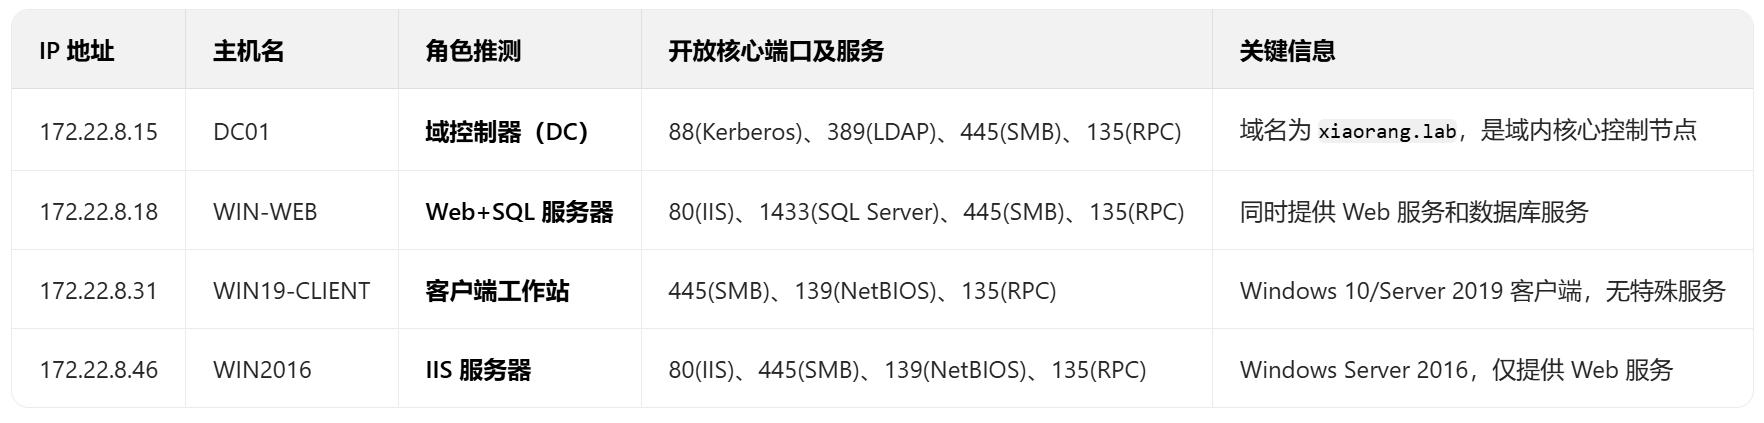 IP 地址 主机名 角色推测 开放核心端口及服务 关键信息
172.22.8.15 DC01 域控制器（DC） 88(Kerberos)、389(LDAP)、445(SMB)、135(RPC) 域名为 xiaorang.lab，是域内核心控制节点
172.22.8.18 WIN-WEB Web+SQL 服务器 80(IIS)、1433(SQL Server)、445(SMB)、135(RPC) 同时提供 Web 服务和数据库服务
172.22.8.31 WIN19-CLIENT 客户端工作站 445(SMB)、139(NetBIOS)、135(RPC) Windows 10/Server 2019 客户端，无特殊服务
172.22.8.46 WIN2016 IIS 服务器 80(IIS)、445(SMB)、139(NetBIOS)、135(RPC) Windows Server 2016，仅提供 Web 服务